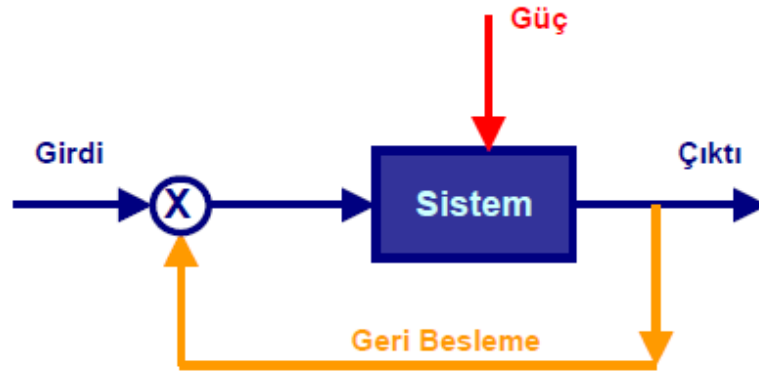 Güç
Girdi
X
Sistem
Çıktı
Geri Besleme